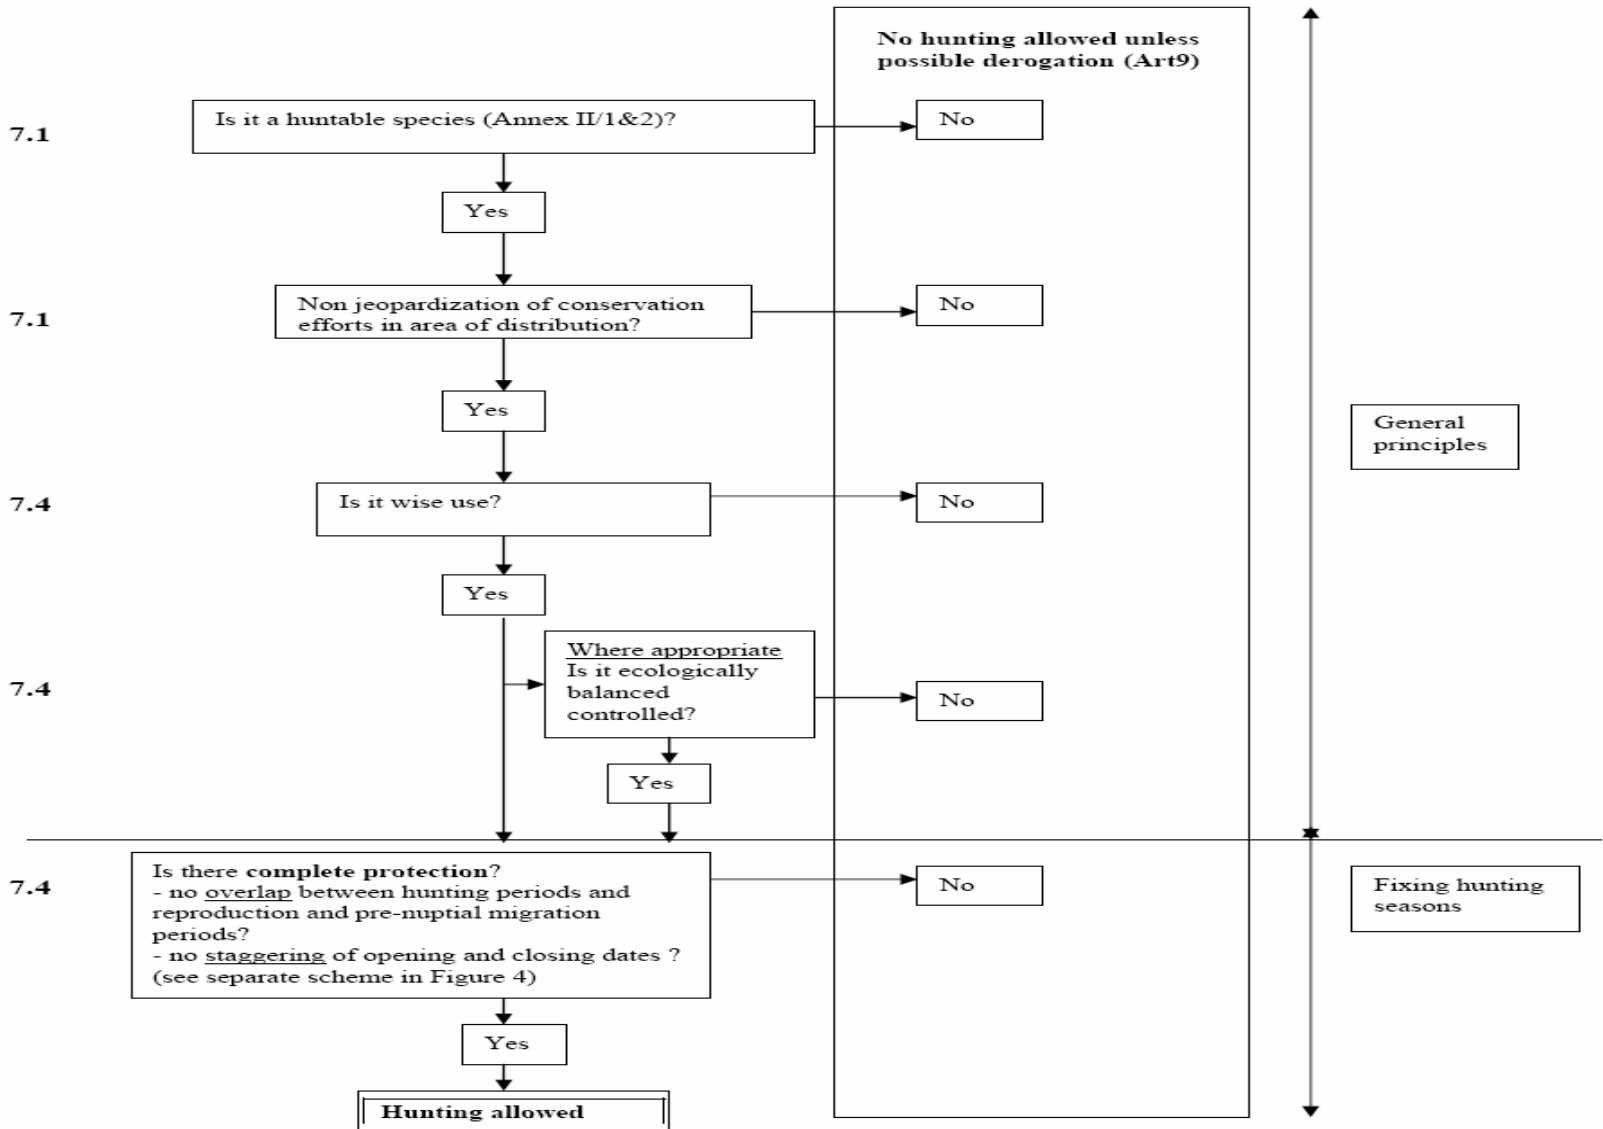 No hunting allowed unless
possible derogation (Art9)
7.1
Is it a huntable species (Annex II/1&2)?
No
Yes
7.1
Non jeopardization of conservation
efforts in area of distribution?
No
Yes
General
principles
7.4
Is it wise use?
No
Yes
7.4
Where appropriate
Is it ecologically
balanced
controlled?
No
Yes
7.4
Is there complete protection?
- no overlap between hunting periods and
reproduction and pre-nuptial migration
periods?
- no staggering of opening and closing dates ?
(see separate scheme in Figure 4)
No
Fixing hunting
seasons
Yes
Hunting allowed